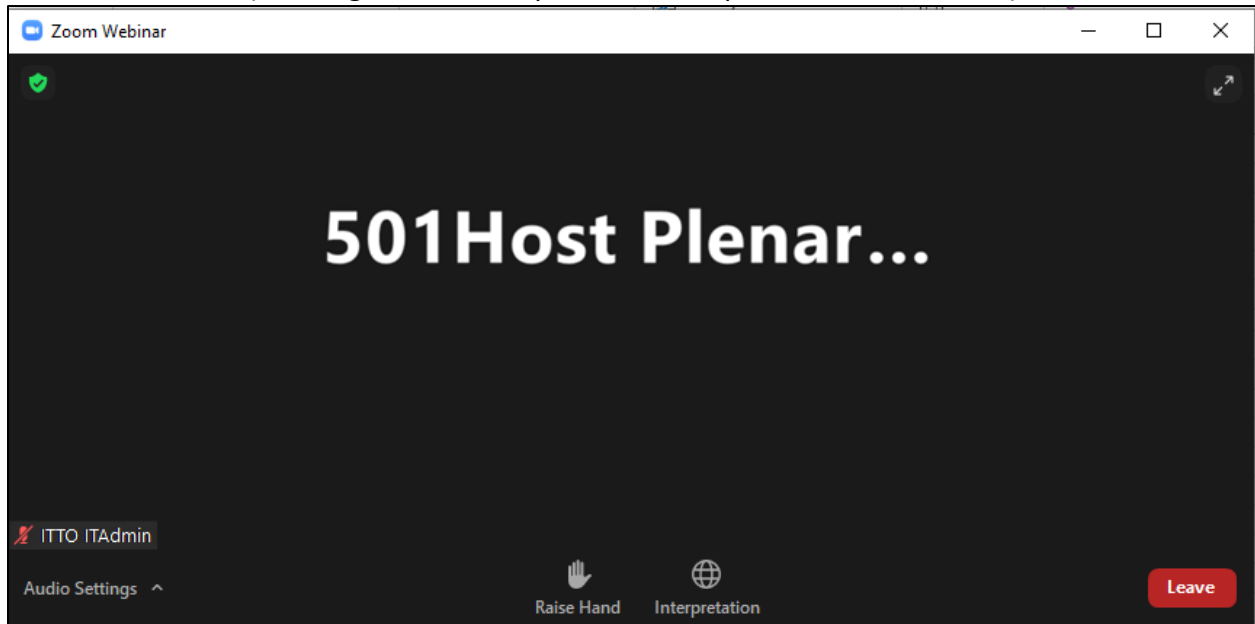 Zoom Webinar
501Host Plenar...
ITTO ITAdmin
Audio Settings
Raise Hand
Interpretation
Leave